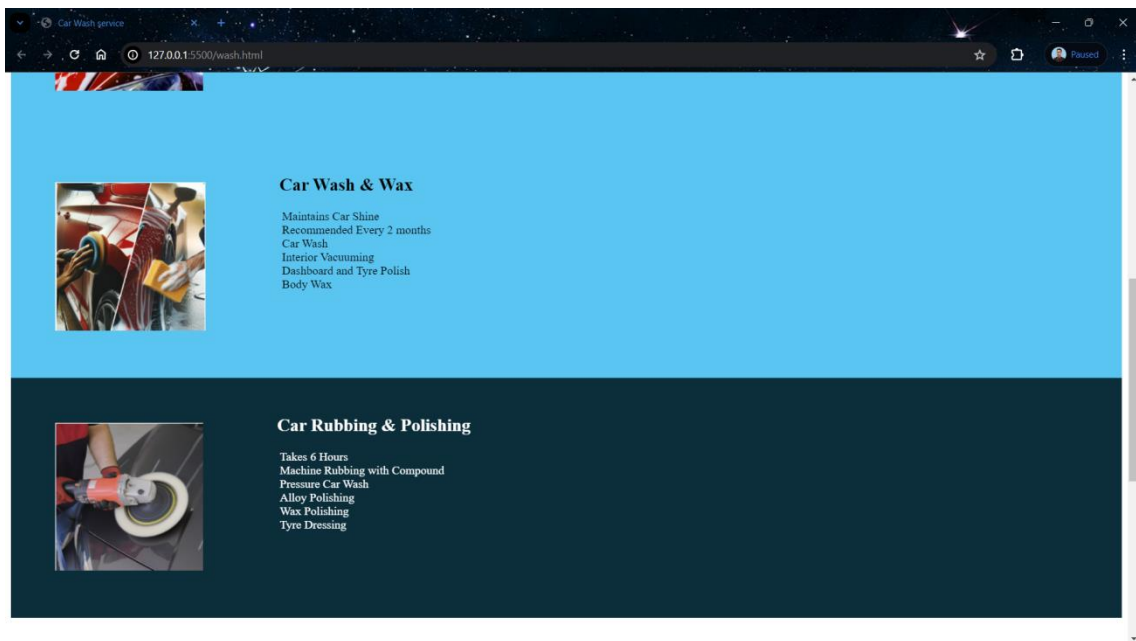 Car Wash service
127.0.0.1:5500/wash.html
Paused
Car Wash & Wax
Maintains Car Shine
Recommended Every 2 months
Car Wash
Interior Vacuuming
Dashboard and Tyre Polish
Body Wax
Car Rubbing & Polishing
Takes 6 Hours
Machine Rubbing with Compound
Pressure Car Wash
Alloy Polishing
Wax Polishing
Tyre Dressing